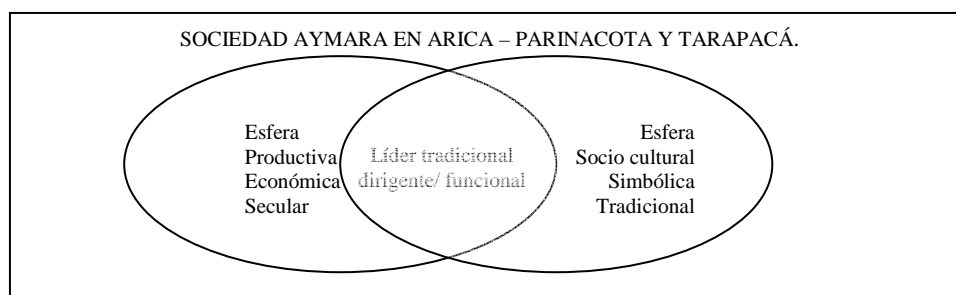 SOCIEDAD AYMARA EN ARICA – PARINACOTA Y TARAPACÁ.
Esfera
Productiva
Económica
Secular
Líder tradicional
dirigente/ funcional
Esfera
Socio cultural
Simbólica
Tradicional